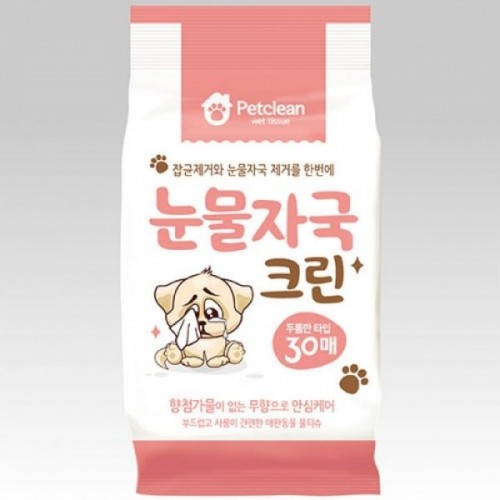 Petclean
wet tissue
잡균제거와 눈물자국 제거를 한번에
눈물자국
크린
두툼한 타입
30매
향첨가물이 없는 무향으로 안심케어
부드럽고 사용이 간편한 애완동물 물티슈